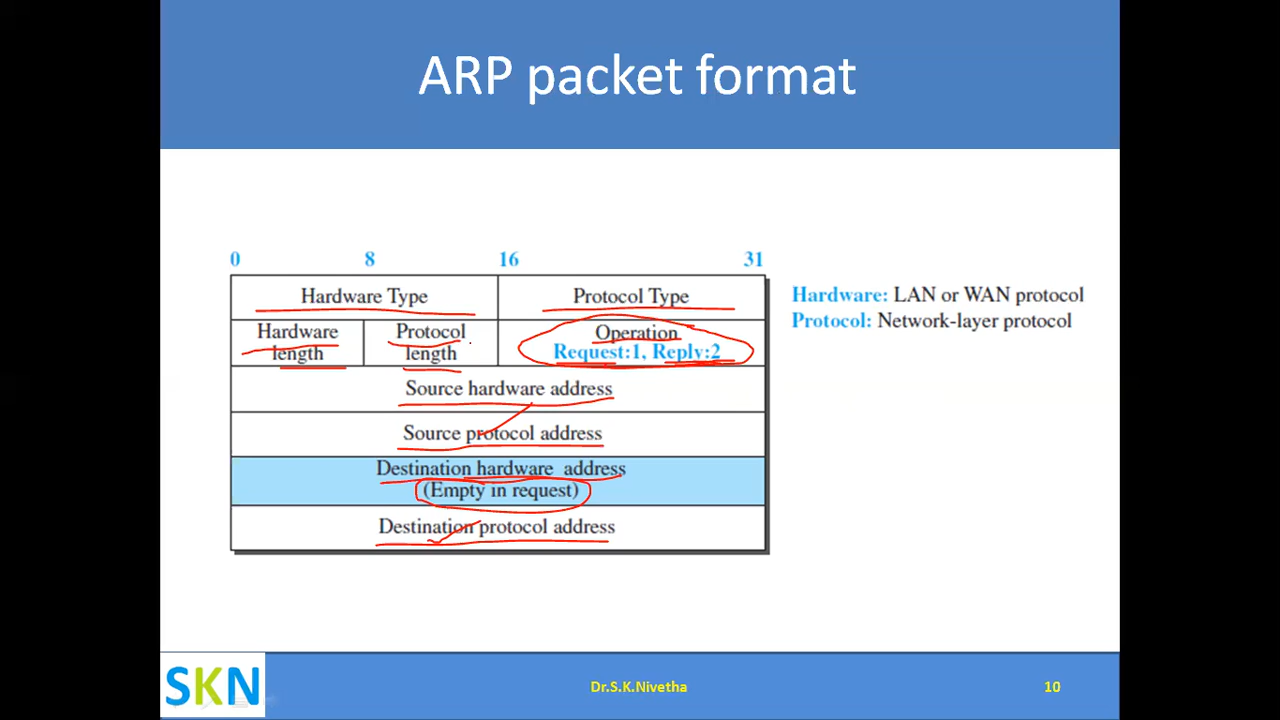 ARP packet format
0 8 16 31
Hardware Type Protocol Type
Hardware length Protocol length Operation
Request:1, Reply:2
Source hardware address
Source protocol address
Destination hardware address
(Empty in request)
Destination protocol address
Hardware: LAN or WAN protocol
Protocol: Network-layer protocol
SKN
Dr.S.K.Nivetha
10